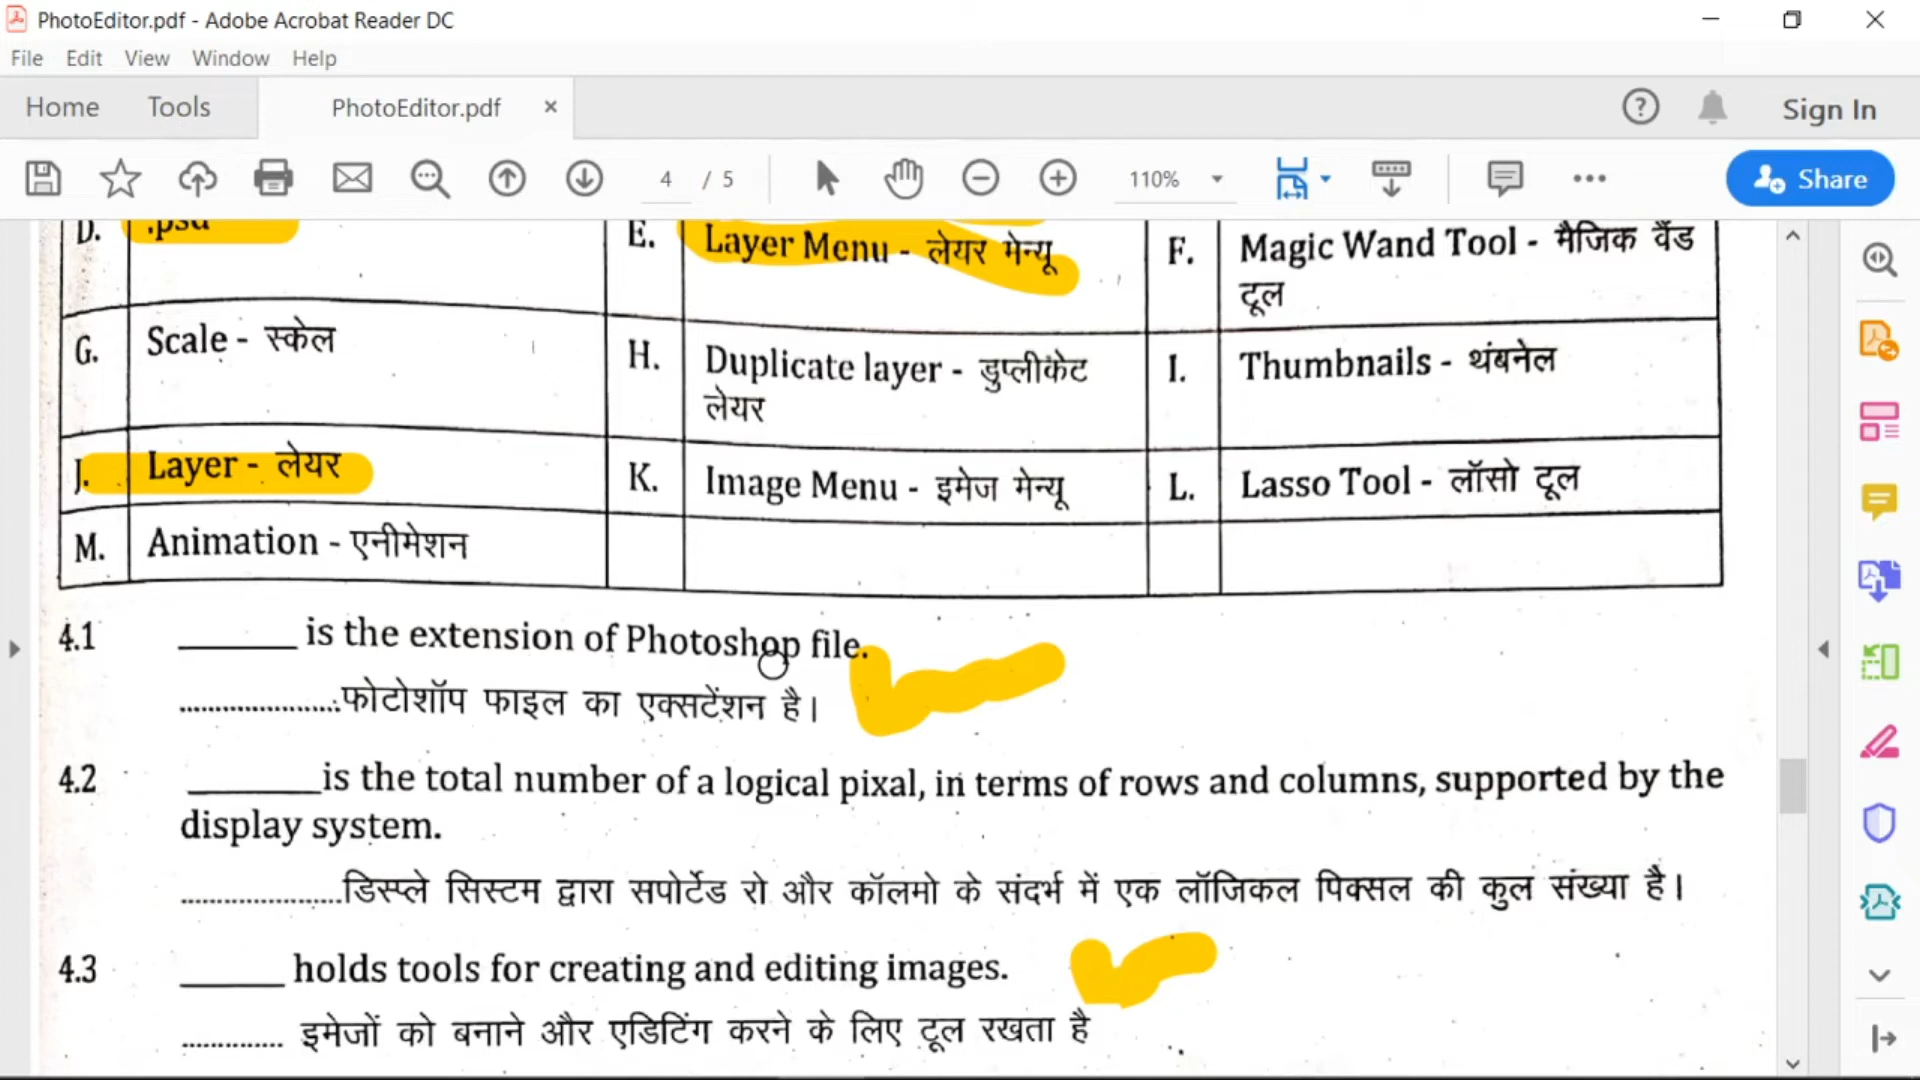 PhotoEditor.pdf - Adobe Acrobat Reader DC
File Edit View Window Help
Home Tools PhotoEditor.pdf × Sign In
4 / 5 110% Share
D. .psd E. Layer Menu - लेयर मेन्यू F. Magic Wand Tool - मैजिक वैंड
टूल
G. Scale - स्केल H. Duplicate layer - डुप्लीकेट
लेयर
I. Thumbnails - थंबनेल
J. Layer - लेयर K. Image Menu - इमेज मेन्यू L. Lasso Tool - लॉसो टूल
M. Animation - एनीमेशन
4.1 ______ is the extension of Photoshop file.
......................फोटोशॉप फाइल का एक्सटेंशन है।
4.2 ________is the total number of a logical pixal, in terms of rows and columns, supported by the
display system.
......................डिस्प्ले सिस्टम द्वारा सपोर्टेड रो और कॉलमो के संदर्भ में एक लॉजिकल पिक्सल की कुल संख्या है।
4.3 ______ holds tools for creating and editing images.
.............. इमेजों को बनाने और एडिटिंग करने के लिए टूल रखता है